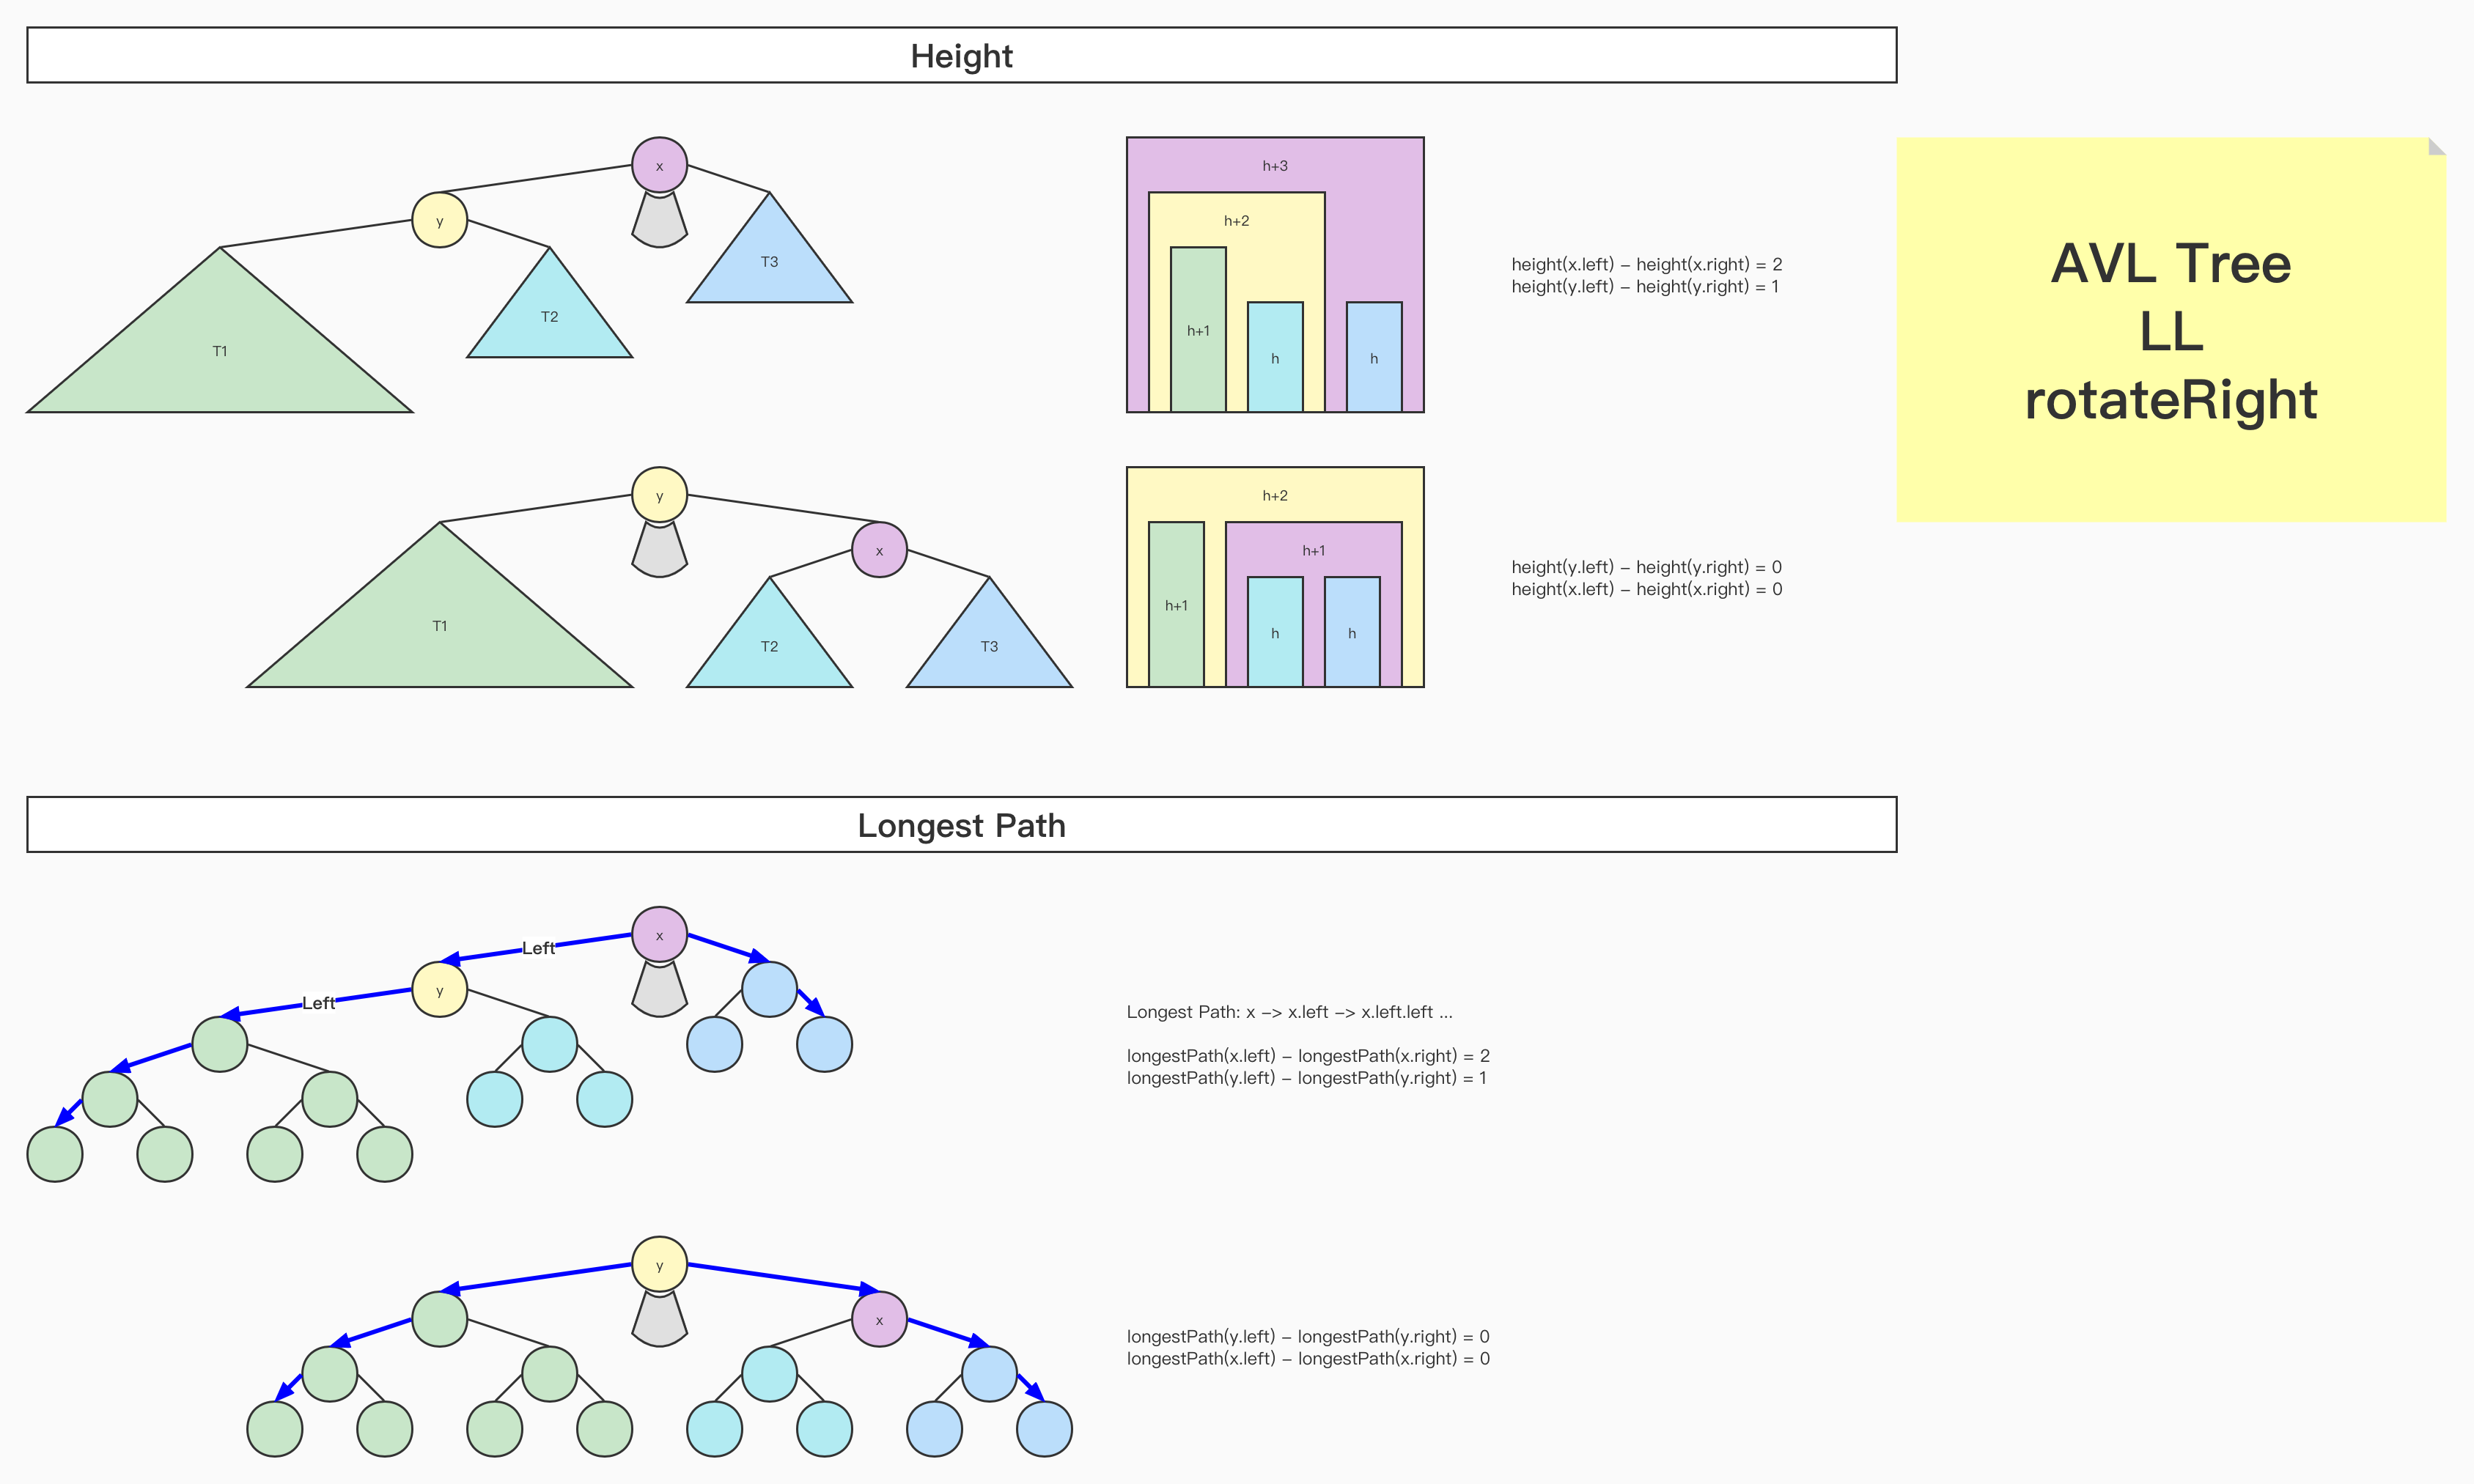 Height
x
y
T1
T2
T3
h+3
h+2
h+1
h
h
height(x.left) – height(x.right) = 2
height(y.left) – height(y.right) = 1
AVL Tree
LL
rotateRight
y
x
T1
T2
T3
h+2
h+1
h+1
h
h
height(y.left) – height(y.right) = 0
height(x.left) – height(x.right) = 0
Longest Path
x
Left
y
Left
Longest Path: x –> x.left –> x.left.left ...
longestPath(x.left) – longestPath(x.right) = 2
longestPath(y.left) – longestPath(y.right) = 1
y
x
longestPath(y.left) – longestPath(y.right) = 0
longestPath(x.left) – longestPath(x.right) = 0